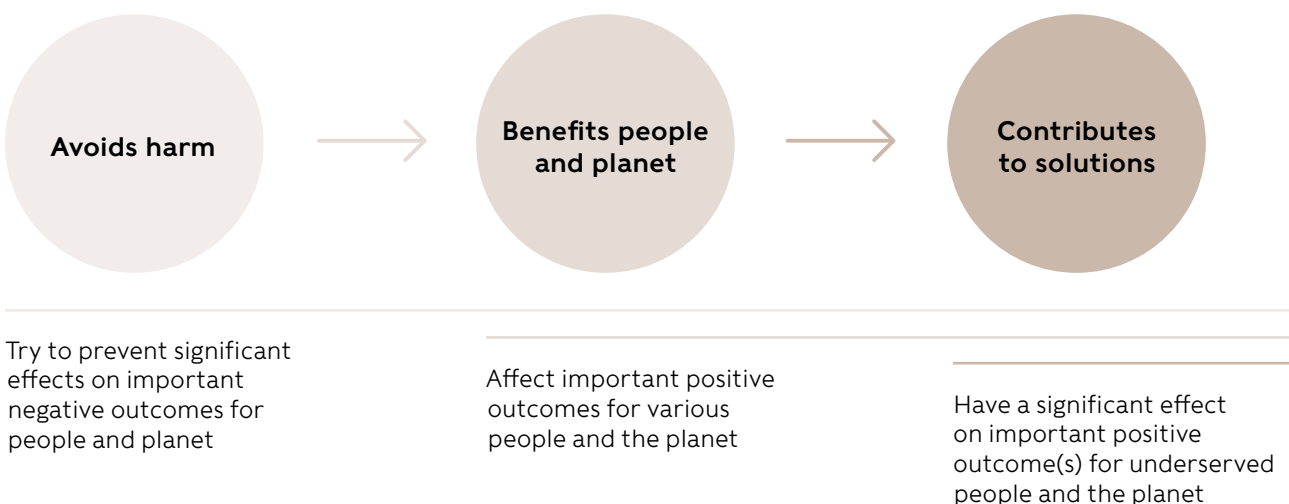 Avoids harm
Benefits people
and planet
Contributes
to solutions
Try to prevent significant
effects on important
negative outcomes for
people and planet
Affect important positive
outcomes for various
people and the planet
Have a significant effect
on important positive
outcome(s) for underserved
people and the planet